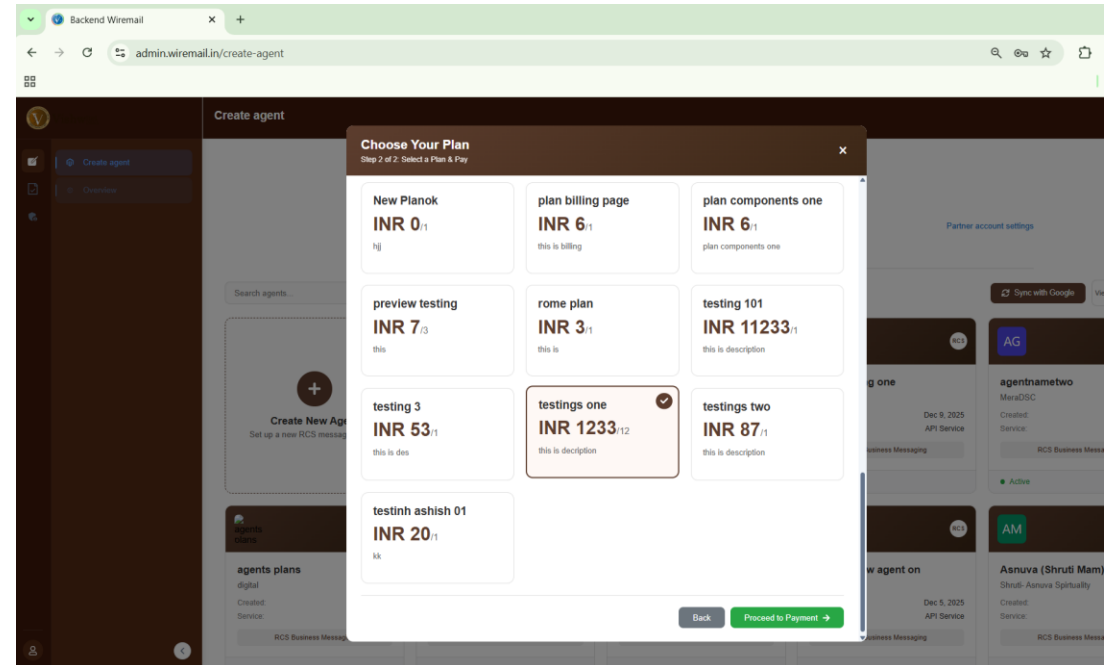 Backend Wiremail
admin.wiremail.in/create-agent
Create agent
Create agent
Overview
Choose Your Plan
Step 2 of 2: Select a Plan & Pay
New Planok
INR 0/1
hjj
plan billing page
INR 6/1
this is billing
plan components one
INR 6/1
plan components one
preview testing
INR 7/3
this
rome plan
INR 3/1
this is
testing 101
INR 11233/1
this is description
testing 3
INR 53/1
this is des
testings one
INR 1233/12
this is decription
testings two
INR 87/1
this is description
testinh ashish 01
INR 20/1
kk
Back
Proceed to Payment →
Partner account settings
Search agents...
Sync with Google
Create New Age
Set up a new RCS messag
RCS
g one
Dec 9, 2025
API Service
usiness Messaging
AG
agentnametwo
MeraDSC
Created:
Service:
RCS Business Messa
Active
agents
plans
agents plans
digital
Created:
Service:
RCS Business Messag
RCS
w agent on
Dec 5, 2025
API Service
usiness Messaging
AM
Asnuva (Shruti Mam)
Shruti- Asnuva Spirtuality
Created:
Service:
RCS Business Messa